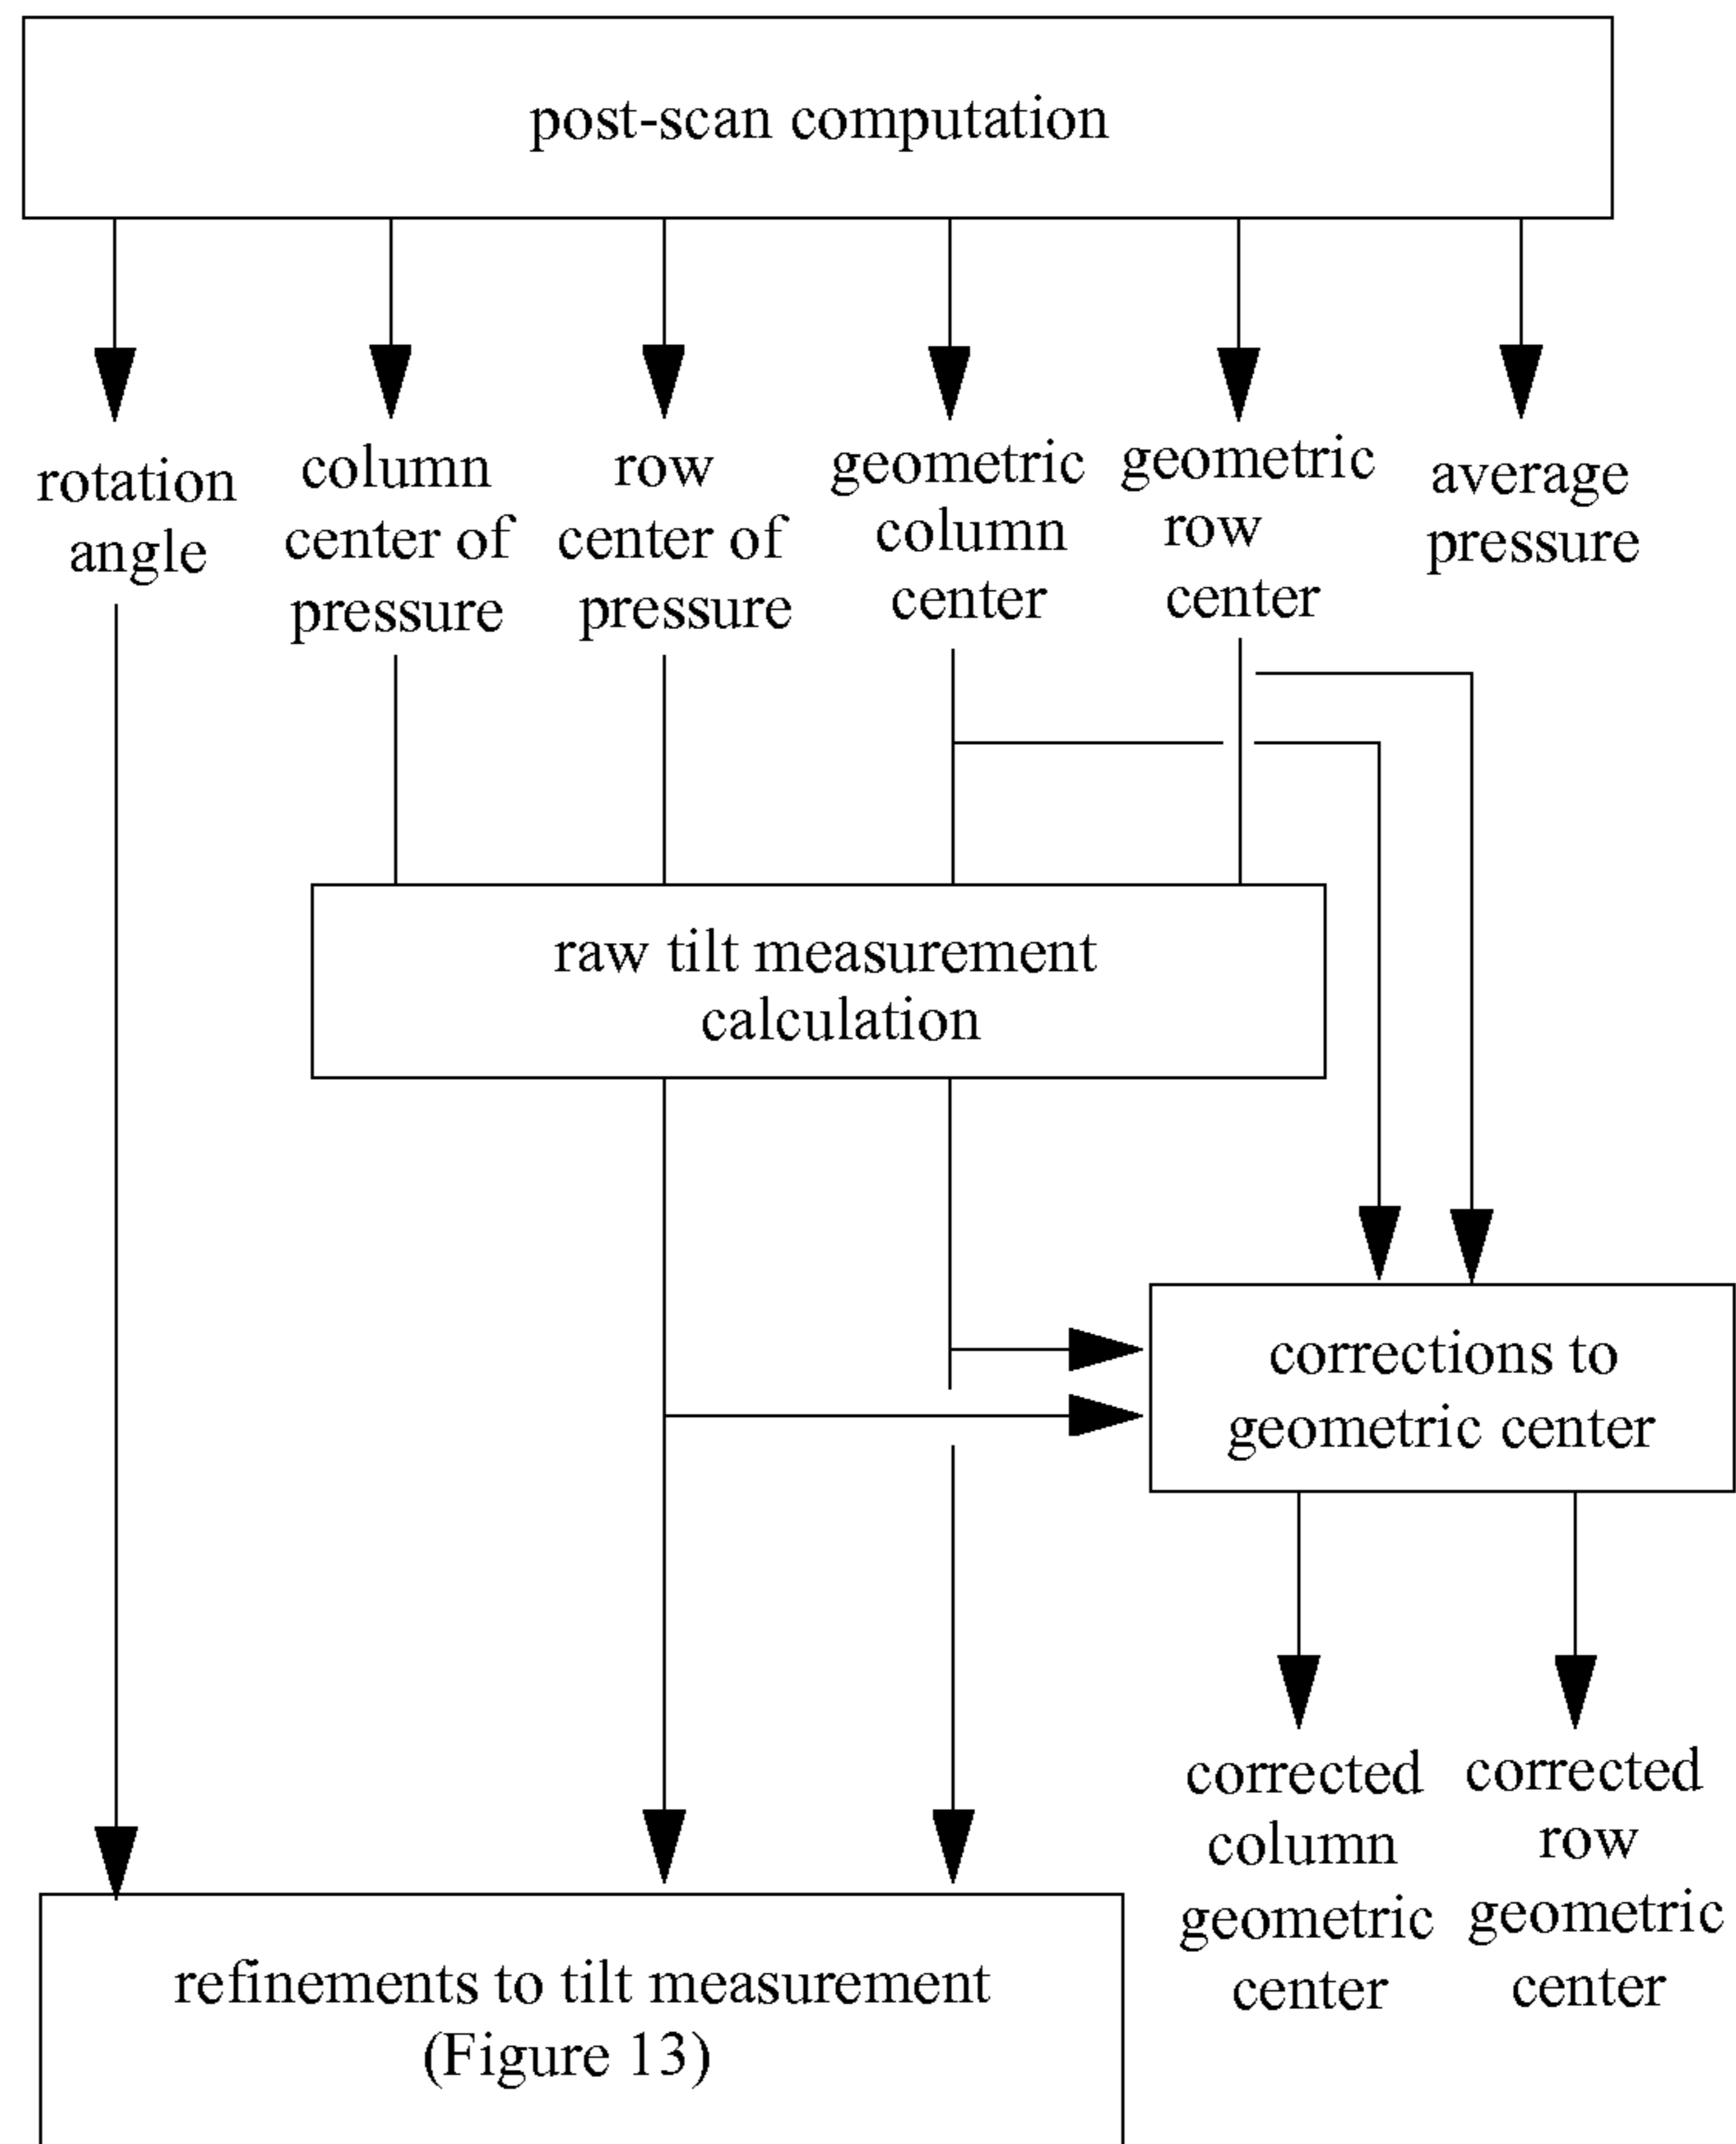 post-scan computation
rotation
angle
column
center of
pressure
row
center of
pressure
geometric
column
center
geometric
row
center
average
pressure
raw tilt measurement
calculation
corrections to
geometric center
corrected
column
geometric
center
corrected
row
geometric
center
refinements to tilt measurement
(Figure 13)